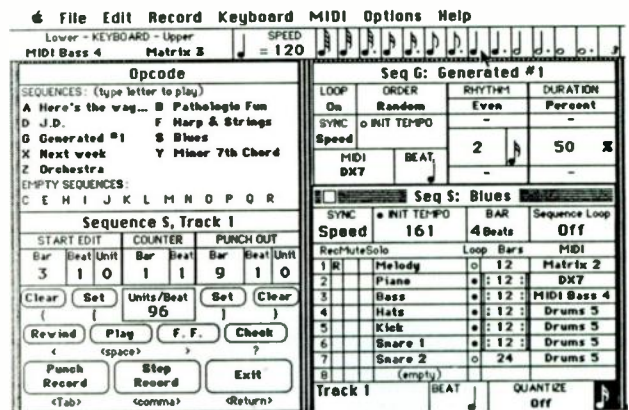 File Edit Record Keyboard MIDI Options Help
Lower - KEYBOARD - Upper
MIDI Bass 4 Matrix 3
SPEED
= 120
Opcode
SEQUENCES: (type letter to play)
A Here's the way... B Pathologic Fun
D J.D. F Harp & Strings
G Generated #1 S Blues
X Next week Y Minor 7th Chord
Z Orchestra
EMPTY SEQUENCES:
C E H I J K L M N O P Q R
Sequence S, Track 1
START EDIT COUNTER PUNCH OUT
Bar Beat Unit Bar Beat Bar Beat Unit
3 1 0 1 1 9 1 0
Clear Set Units/Beat Set Clear
( [ 96 ] )
Rewind Play F. F. Cheek
< <space> > ?
Punch Record Step Record Exit
<Tab> <comma> <Return>
Seq G: Generated #1
LOOP ORDER RHYTHM DURATION
On Random Even Percent
SYNC INIT TEMPO - -
Speed 2 50 %
MIDI BEAT
DX7 - -
Seq S: Blues
SYNC INIT TEMPO BAR Sequence Loop
Speed 161 4 Beats Off
Rec Mute Solo Loop Bars MIDI
1 R Melody 12 Matrix 2
2 Piano : 12 : DX7
3 Bass : 12 : MIDI Bass 4
4 Hats : 12 : Drums 5
5 Kick : 12 : Drums 5
6 Snare 1 : 12 : Drums 5
7 Snare 2 24 Drums 5
8 (empty)
Track 1 BEAT QUANTIZE
Off